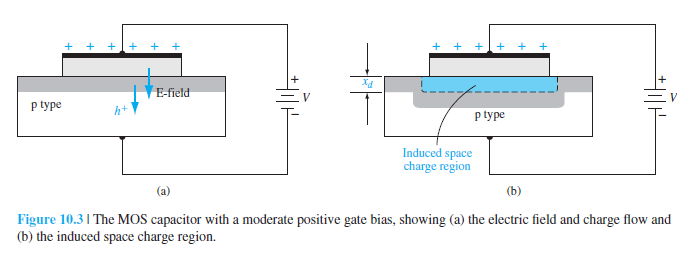 + + + + + +
E-field
h+
p type
+
V
−
(a)
+ + + + + +
xd
p type
Induced space
charge region
+
V
−
(b)
Figure 10.3 | The MOS capacitor with a moderate positive gate bias, showing (a) the electric field and charge flow and
(b) the induced space charge region.